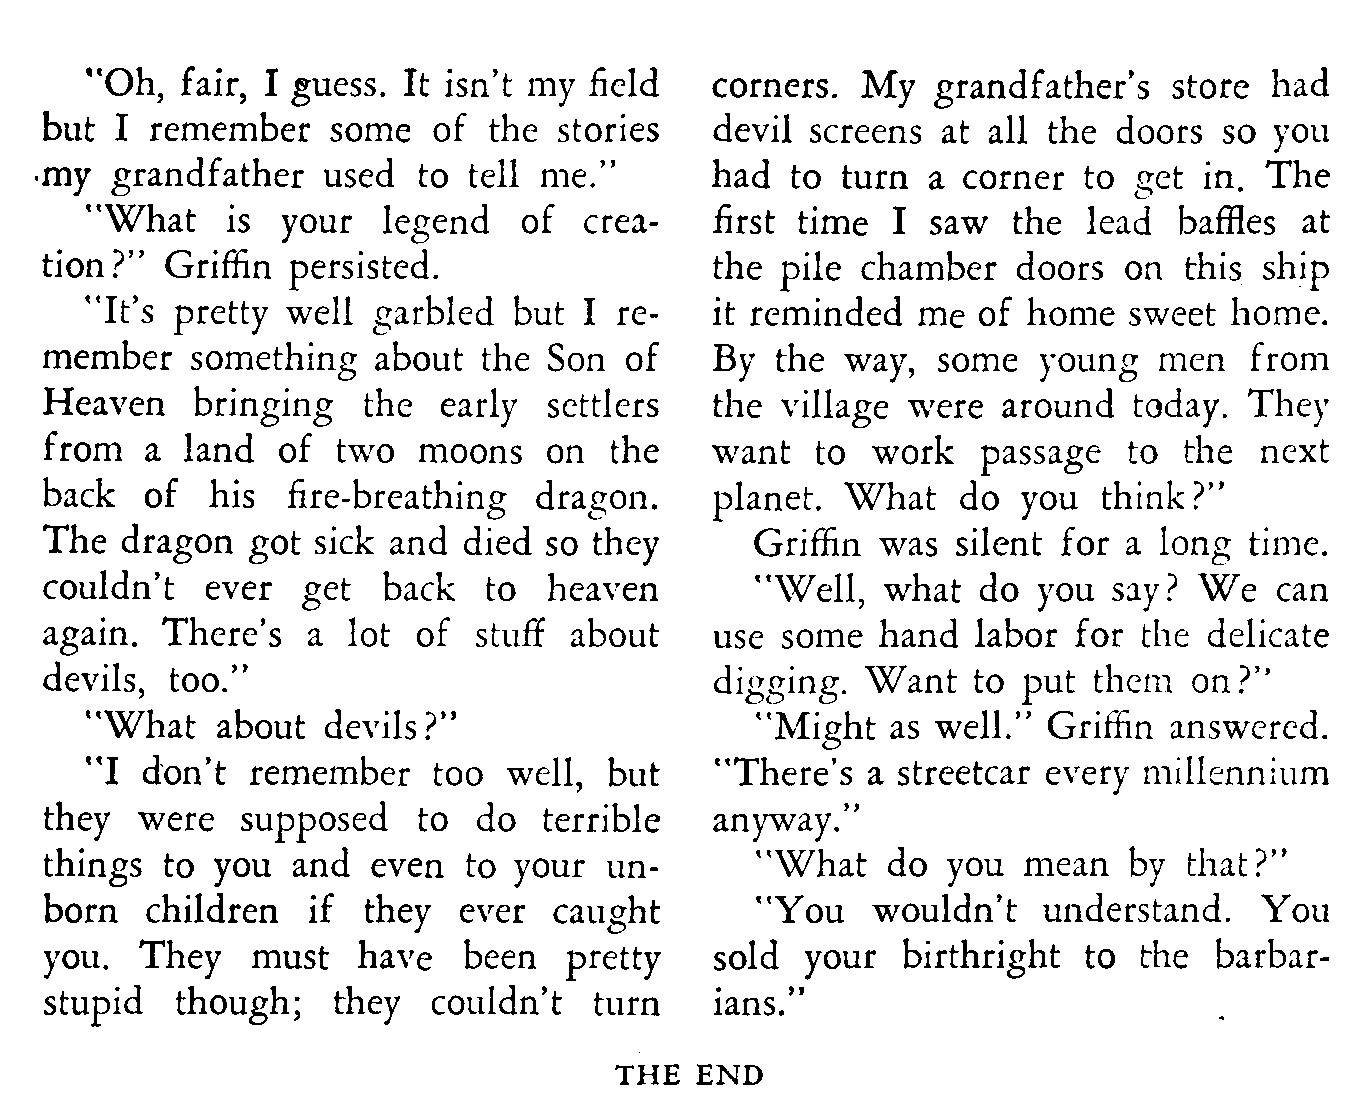 "Oh, fair, I guess. It isn't my field
but I remember some of the stories
my grandfather used to tell me."
"What is your legend of crea-
tion?" Griffin persisted.
"It's pretty well garbled but I re-
member something about the Son of
Heaven bringing the early settlers
from a land of two moons on the
back of his fire-breathing dragon.
The dragon got sick and died so they
couldn't ever get back to heaven
again. There's a lot of stuff about
devils, too."
"What about devils?"
"I don't remember too well, but
they were supposed to do terrible
things to you and even to your un-
born children if they ever caught
you. They must have been pretty
stupid though; they couldn't turn
corners. My grandfather's store had
devil screens at all the doors so you
had to turn a corner to get in. The
first time I saw the lead baffles at
the pile chamber doors on this ship
it reminded me of home sweet home.
By the way, some young men from
the village were around today. They
want to work passage to the next
planet. What do you think?"
Griffin was silent for a long time.
"Well, what do you say? We can
use some hand labor for the delicate
digging. Want to put them on?"
"Might as well." Griffin answered.
"There's a streetcar every millennium
anyway."
"What do you mean by that?"
"You wouldn't understand. You
sold your birthright to the barbar-
ians."
THE END